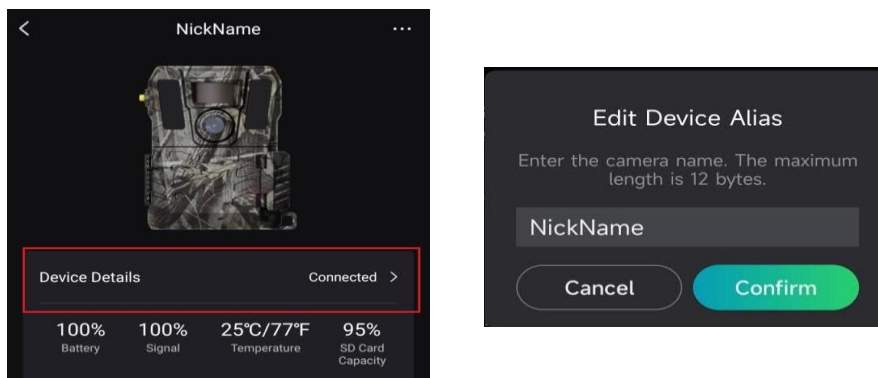 NickName
Device Details Connected
100% 100% 25℃/77℉ 95%
Battery Signal Temperature SD Card
Capacity
Edit Device Alias
Enter the camera name. The maximum
length is 12 bytes.
NickName
Cancel Confirm